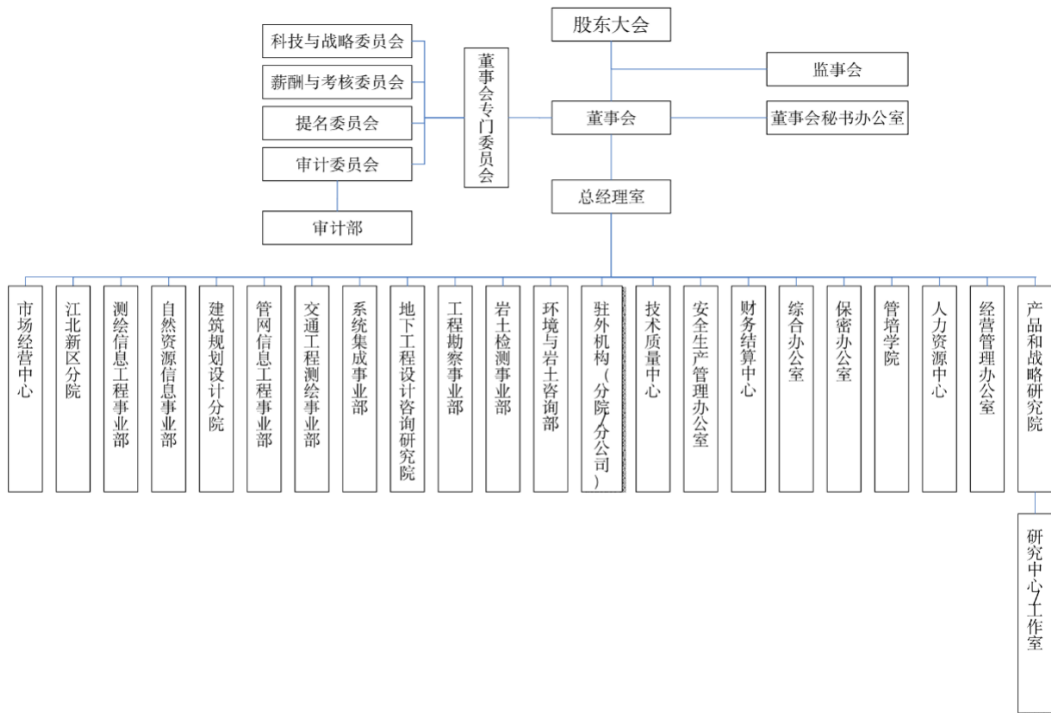 股东大会
科技与战略委员会
薪酬与考核委员会
提名委员会
审计委员会
审计部
董事会专门委员会
监事会
董事会
董事会秘书办公室
总经理室
市场经营中心
江北新区分院
测绘信息工程事业部
自然资源信息事业部
建筑规划设计分院
管网信息工程事业部
交通工程测绘事业部
系统集成事业部
地下工程设计咨询研究院
工程勘察事业部
岩土检测事业部
环境与岩土咨询部
驻外机构(分院/分公司)
技术质量中心
安全生产管理办公室
财务结算中心
综合办公室
保密办公室
管培学院
人力资源中心
经营管理办公室
产品和战略研究院
研究中心/工作室